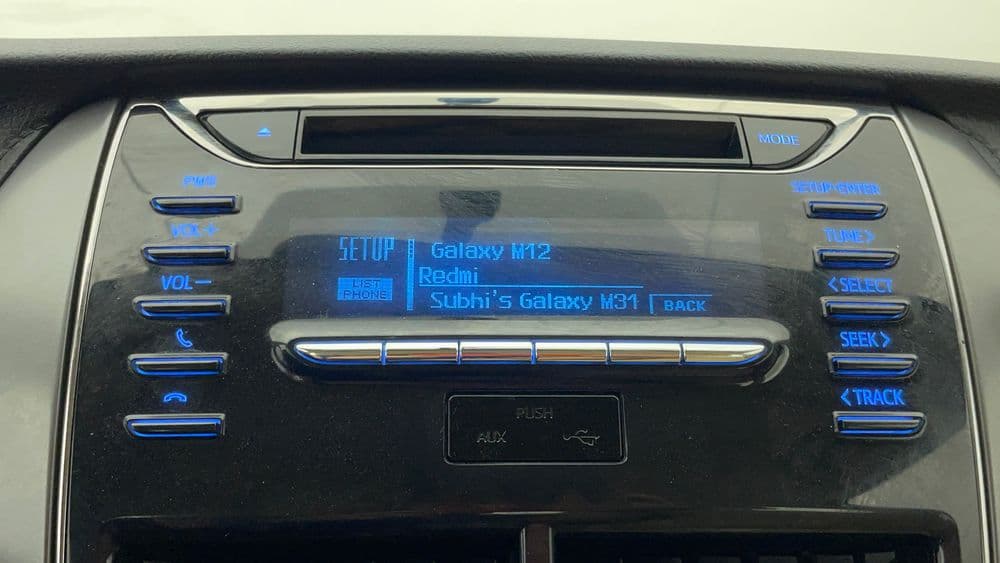 MODE
PWR
VOL +
VOL −
SETUP
LIST
PHONE
Galaxy M12
Redmi
Subhi's Galaxy M31
BACK
SETUP ENTER
TUNE>
<SELECT
SEEK>
<TRACK
PUSH
AUX